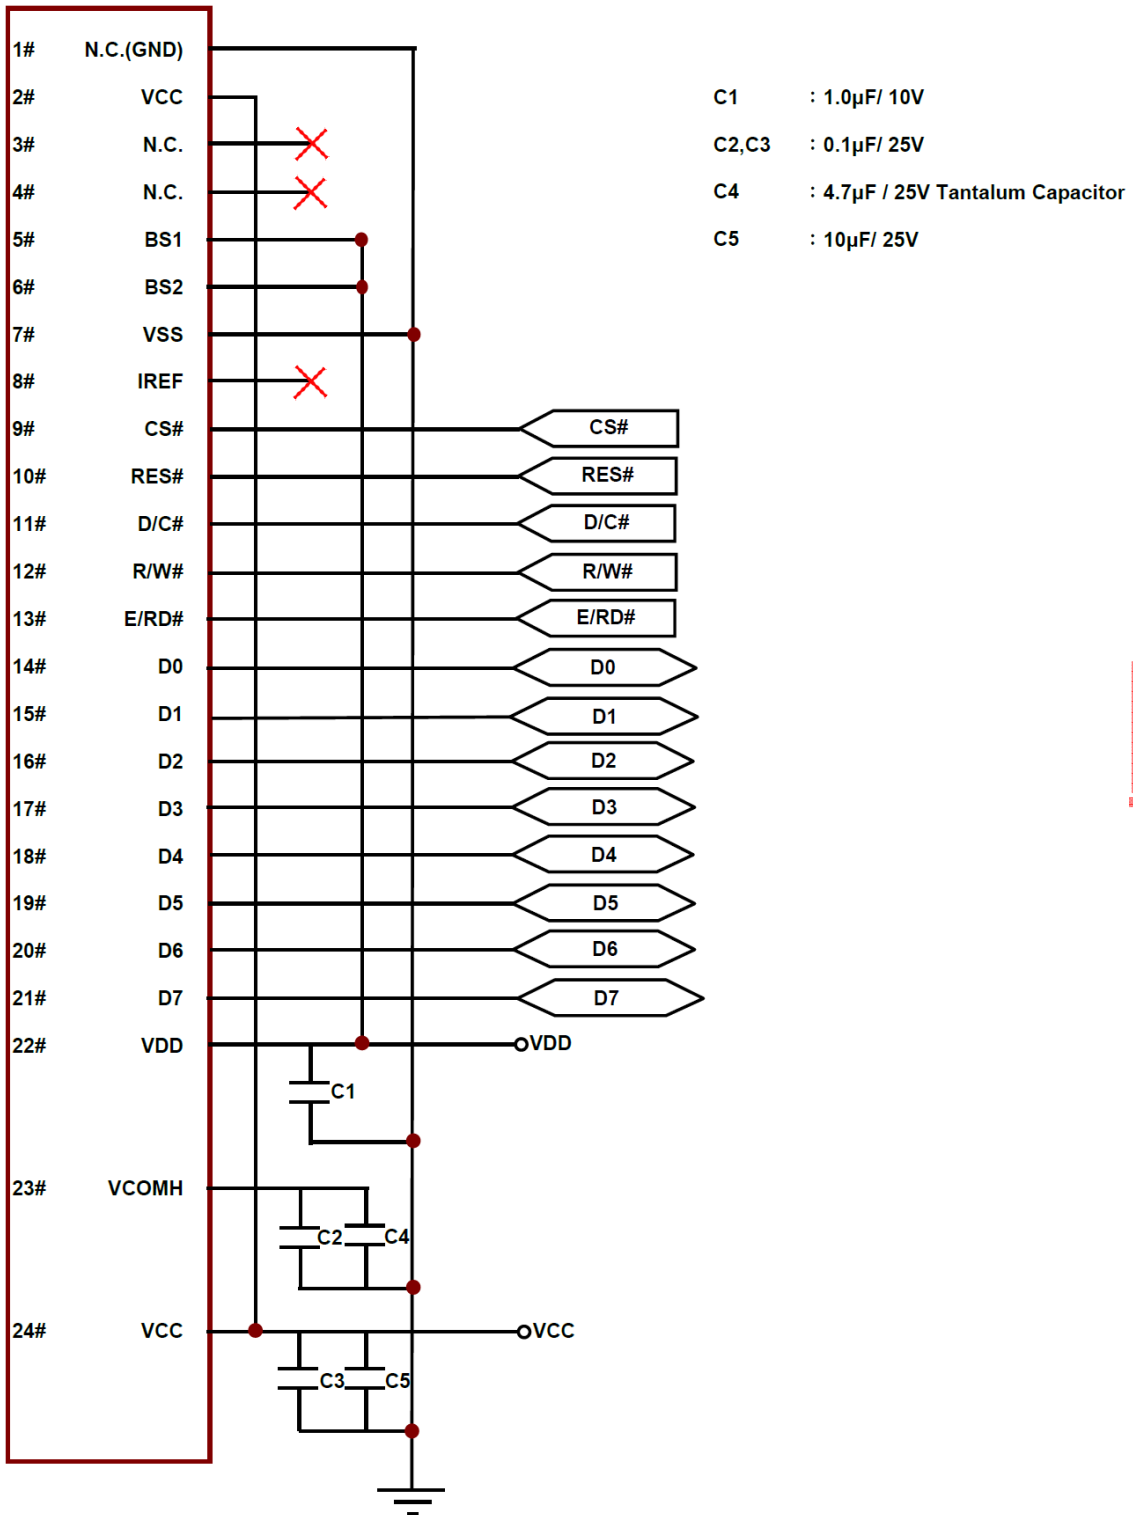 1# N.C.(GND)
2# VCC
C1 : 1.0µF/ 10V
3# N.C.
C2,C3 : 0.1µF/ 25V
4# N.C.
C4 : 4.7µF / 25V Tantalum Capacitor
5# BS1
C5 : 10µF/ 25V
6# BS2
7# VSS
8# IREF
9# CS# CS#
10# RES# RES#
11# D/C# D/C#
12# R/W# R/W#
13# E/RD# E/RD#
14# D0 D0
15# D1 D1
16# D2 D2
17# D3 D3
18# D4 D4
19# D5 D5
20# D6 D6
21# D7 D7
22# VDD VDD
C1
23# VCOMH
C2 C4
24# VCC VCC
C3 C5